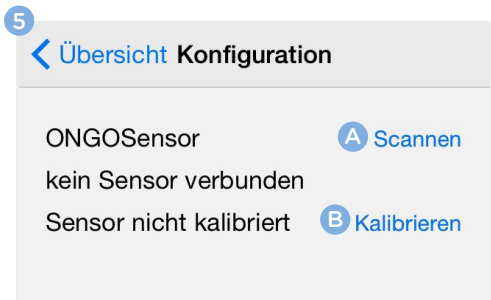 5
Übersicht Konfiguration
ONGOSensor A Scannen
kein Sensor verbunden
Sensor nicht kalibriert B Kalibrieren